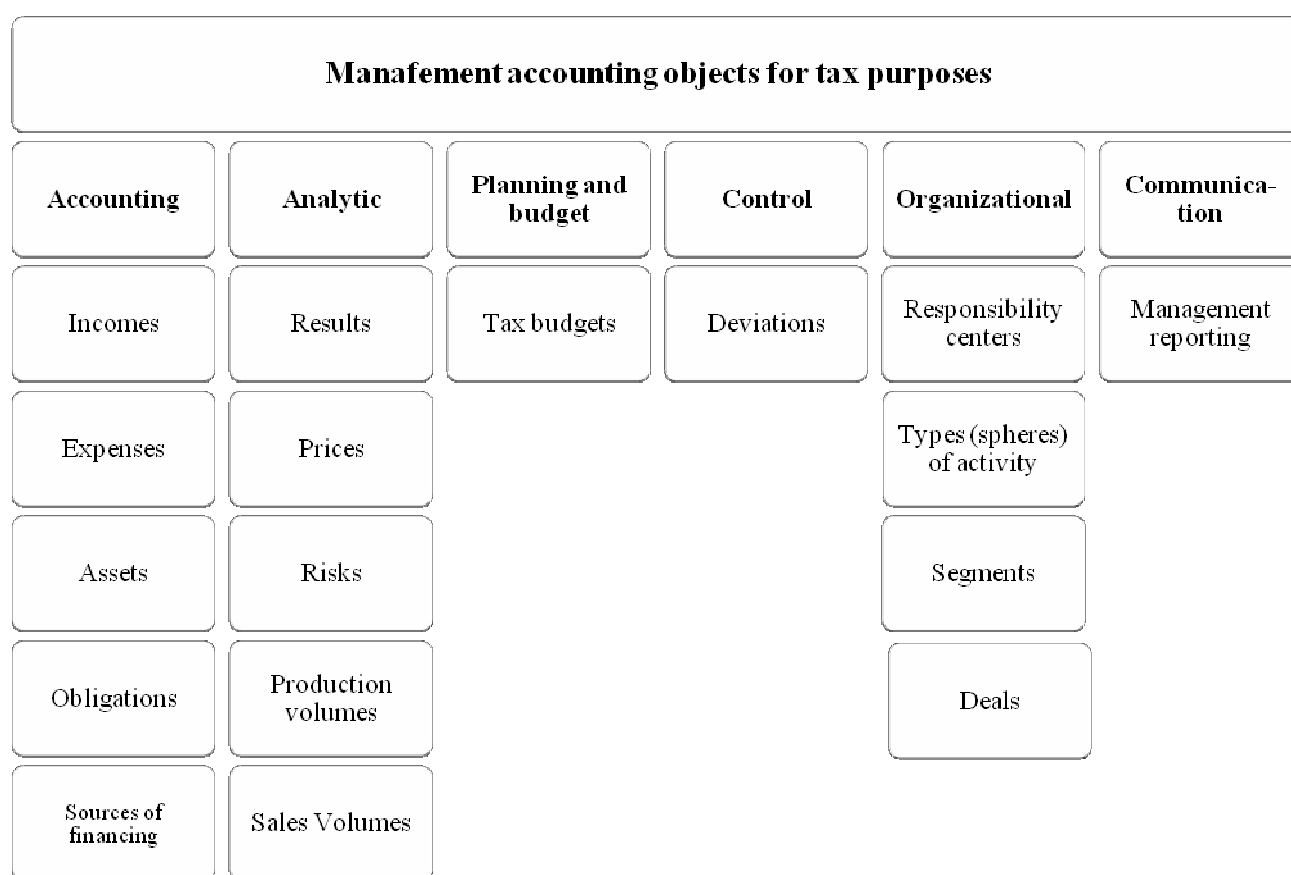 Manafement accounting objects for tax purposes
Accounting
Analytic
Planning and
budget
Control
Organizational
Communica-
tion
Incomes
Results
Tax budgets
Deviations
Responsibility
centers
Management
reporting
Expenses
Prices
Types (spheres)
of activity
Assets
Risks
Segments
Obligations
Production
volumes
Deals
Sources of
financing
Sales Volumes